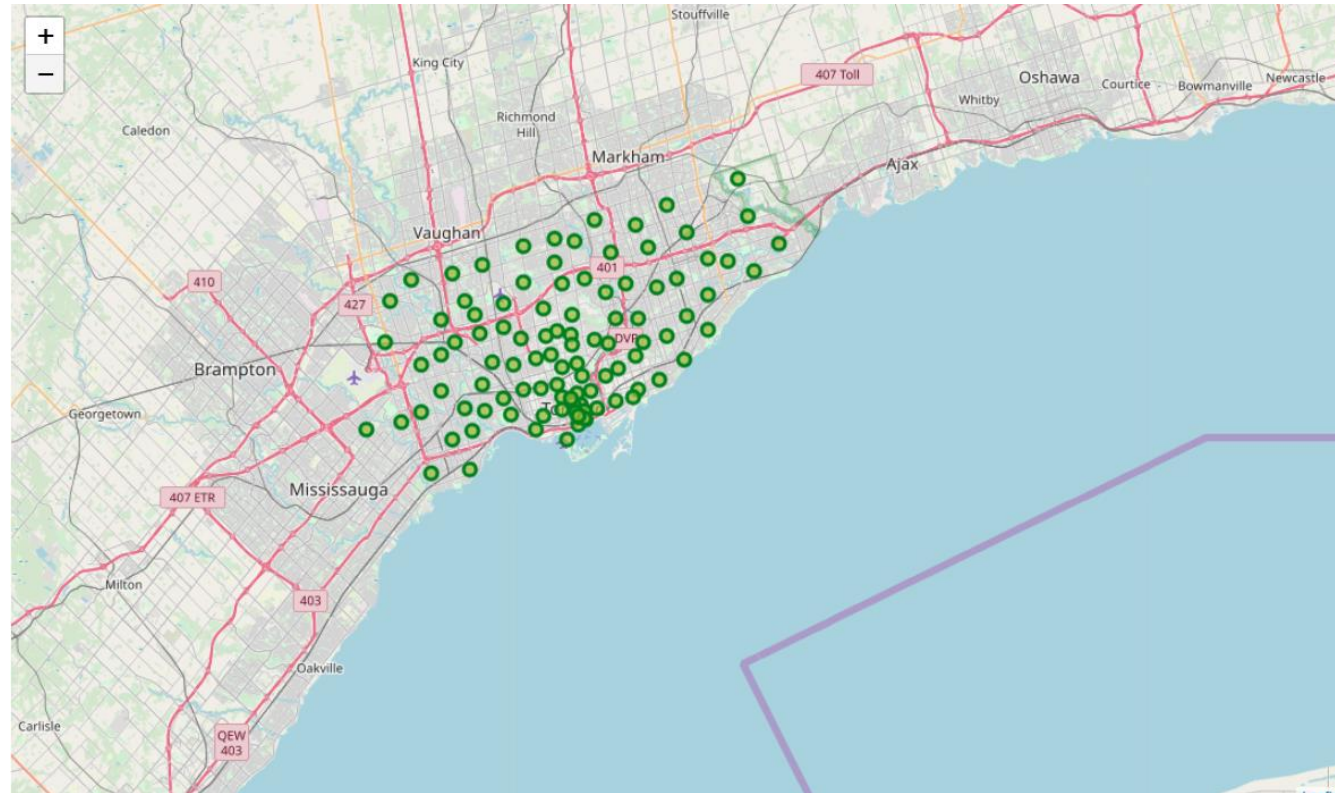 +
−
Stouffville
King City
407 Toll
Oshawa
Courtice
Bowmanville
Newcastle
Whitby
Caledon
Richmond
Hill
Markham
Ajax
Vaughan
401
410
427
DVP
Brampton
Georgetown
Mississauga
407 ETR
Milton
403
Oakville
Carlisle
QEW
403